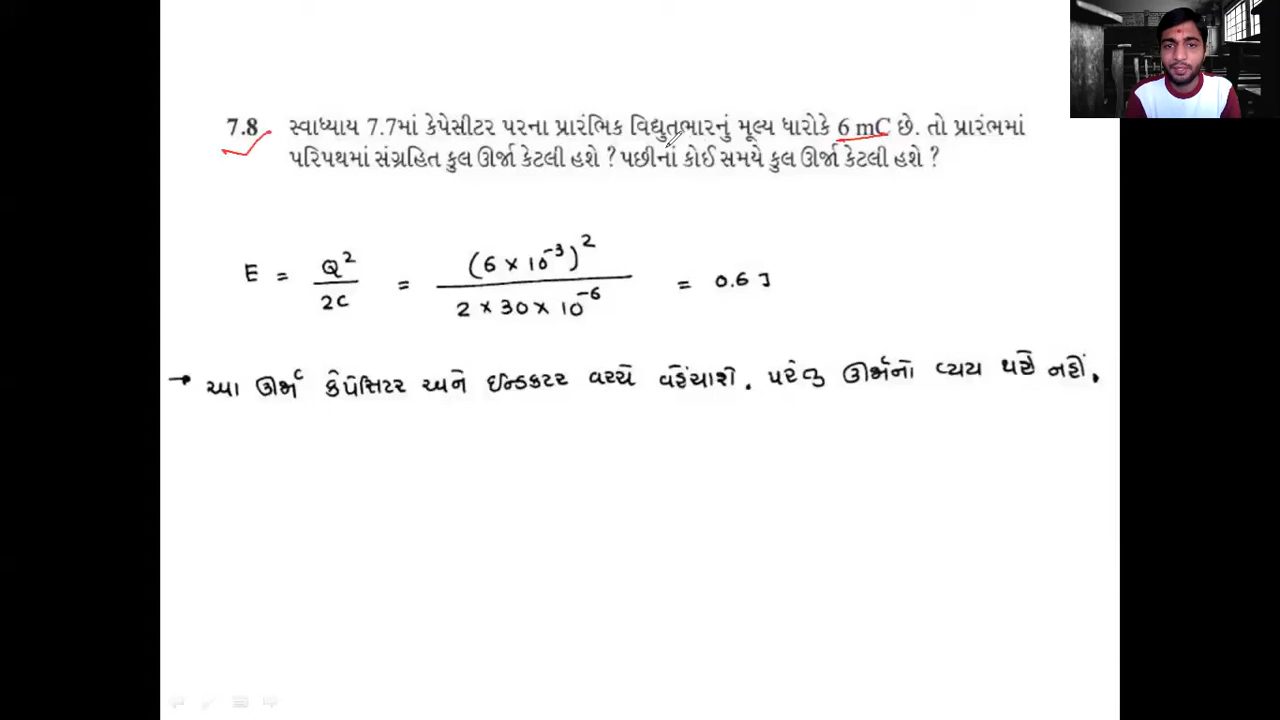 7.8 સ્વાધ્યાય 7.7માં કેપેસીટર પરના પ્રારંભિક વિદ્યુતભારનું મૂલ્ય ધારોકે 6 mC છે. તો પ્રારંભમાં
પરિપથમાં સંગ્રહિત કુલ ઊર્જા કેટલી હશે ? પછીનાં કોઈ સમયે કુલ ઊર્જા કેટલી હશે ?
E = Q²/2C = (6 × 10⁻³)²/2 × 30 × 10⁻⁶ = 0.6 J
→ આ ઊર્જા કેપેસિટર અને ઈન્ડકટર વચ્ચે વહેંચાશે. પરંતુ ઊર્જાનો વ્યય થશે નહીં.